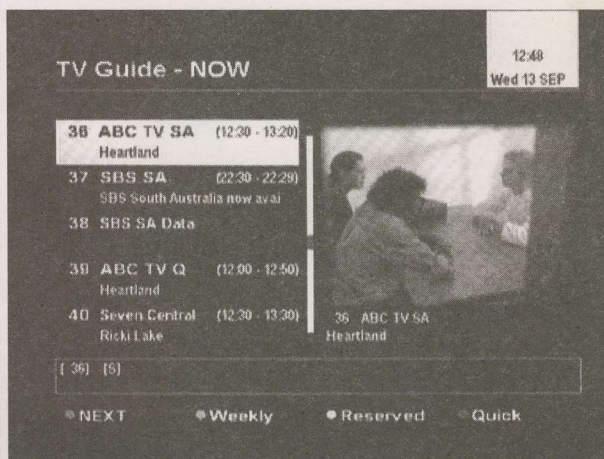 TV Guide - NOW
12:48
Wed 13 SEP
36 ABC TV SA (12:30 - 13:20)
Heartland
37 SBS SA (22:30 - 22:29)
SBS South Australia now avai
38 SBS SA Data
39 ABC TV Q (12:00 - 12:50)
Heartland
40 Seven Central (12:30 - 13:30)
Ricki Lake
36 ABC TV SA
Heartland
[ 36] [S]
NEXT Weekly Reserved Quick